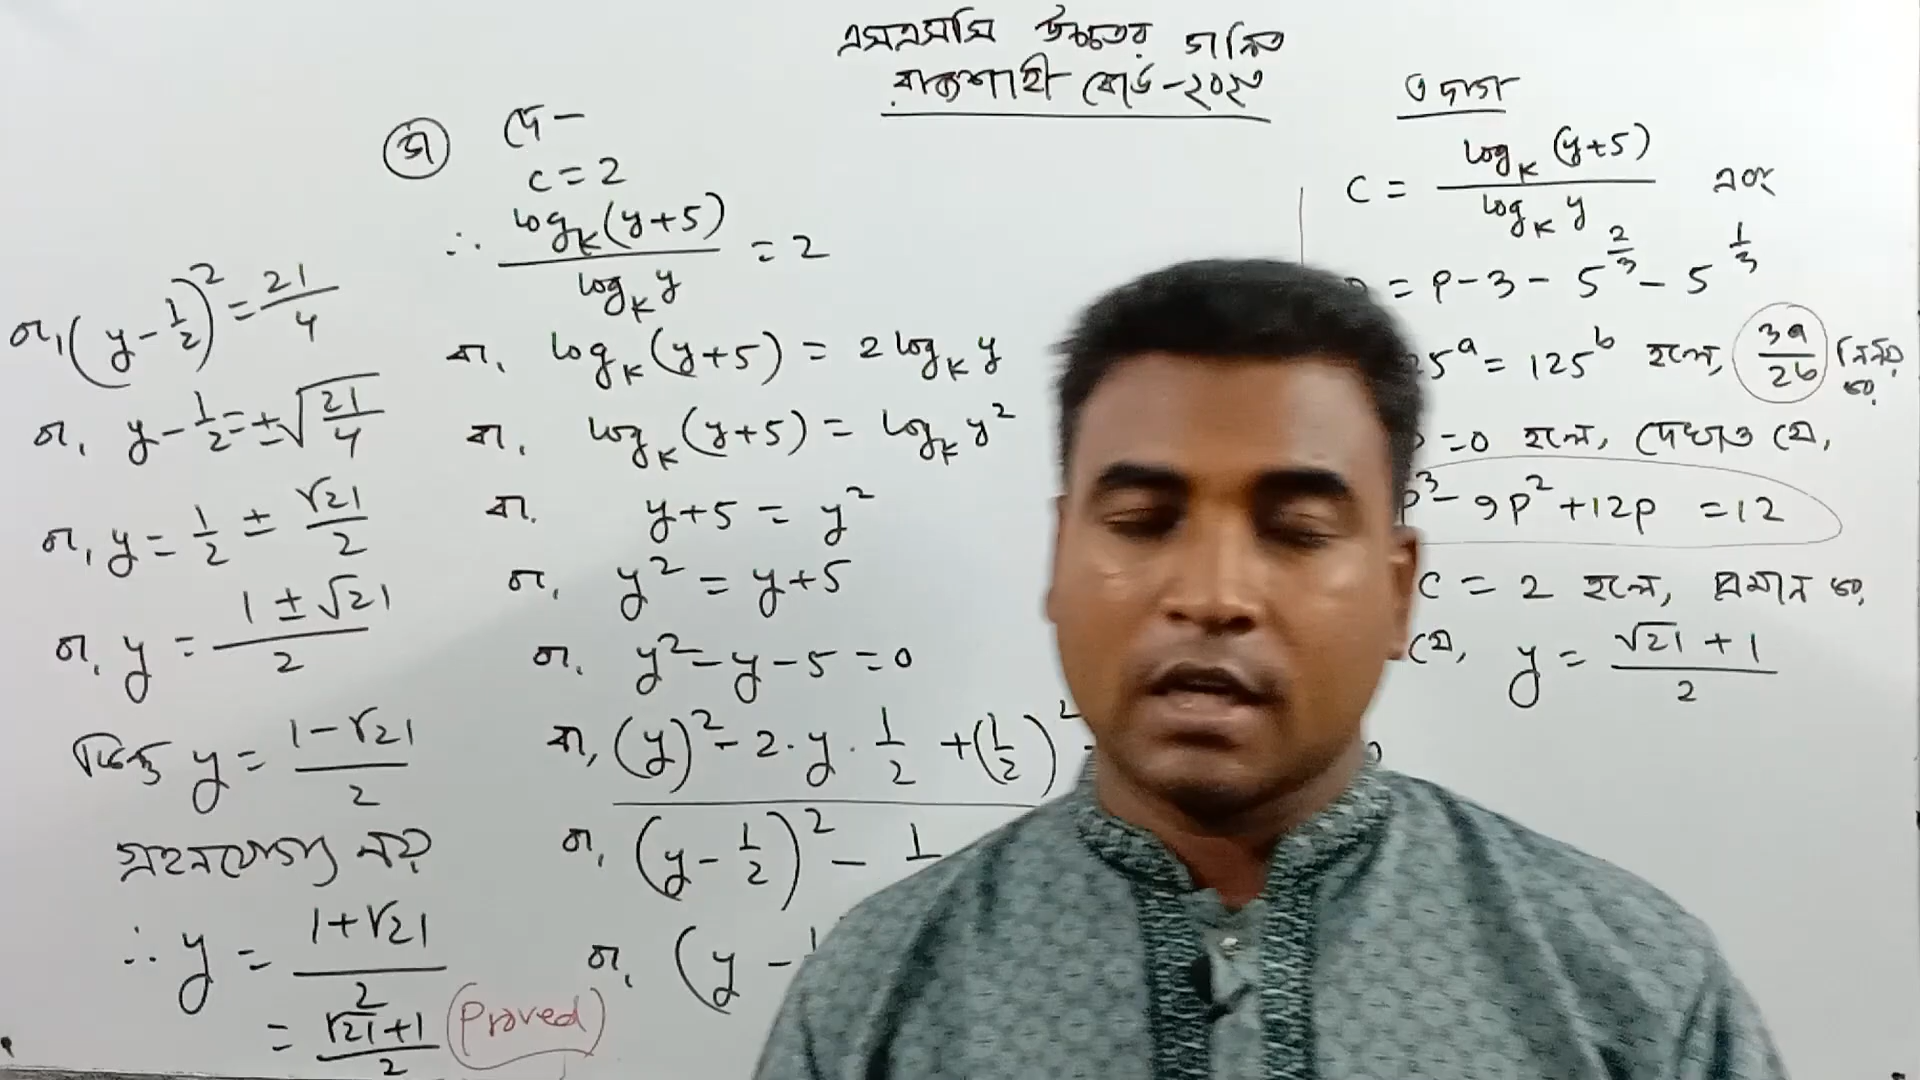 এসএসসি উচ্চতর গনিত
রাজশাহী বোর্ড-২০২৩
৩ দাগ
C = log_K (y+5) / log_K y এবং
= P-3-5^(2/3) - 5^(1/3)
25^a = 125^b হলে, 3a/2b নির্নয় কর.
=0 হলে, দেখাও যে,
P^3 - 9P^2 + 12P = 12
C = 2 হলে, প্রমান কর,
যে, y = (√21 + 1)/2
গ দে-
c = 2
∴ log_K (y+5) / log_K y = 2
বা, log_K (y+5) = 2 log_K y
বা, log_K (y+5) = log_K y^2
বা. y+5 = y^2
বা, y^2 = y+5
বা, y^2 - y - 5 = 0
বা, (y)^2 - 2·y·1/2 + (1/2)^2
বা, (y - 1/2)^2 - 1
বা, (y -
বা, (y - 1/2)^2 = 21/4
বা, y - 1/2 = ±√(21/4)
বা, y = 1/2 ± √21/2
বা, y = (1 ± √21)/2
কিন্তু y = (1 - √21)/2
গ্রহনযোগ্য নয়
∴ y = (1 + √21)/2
= (√21 + 1)/2 (Proved)